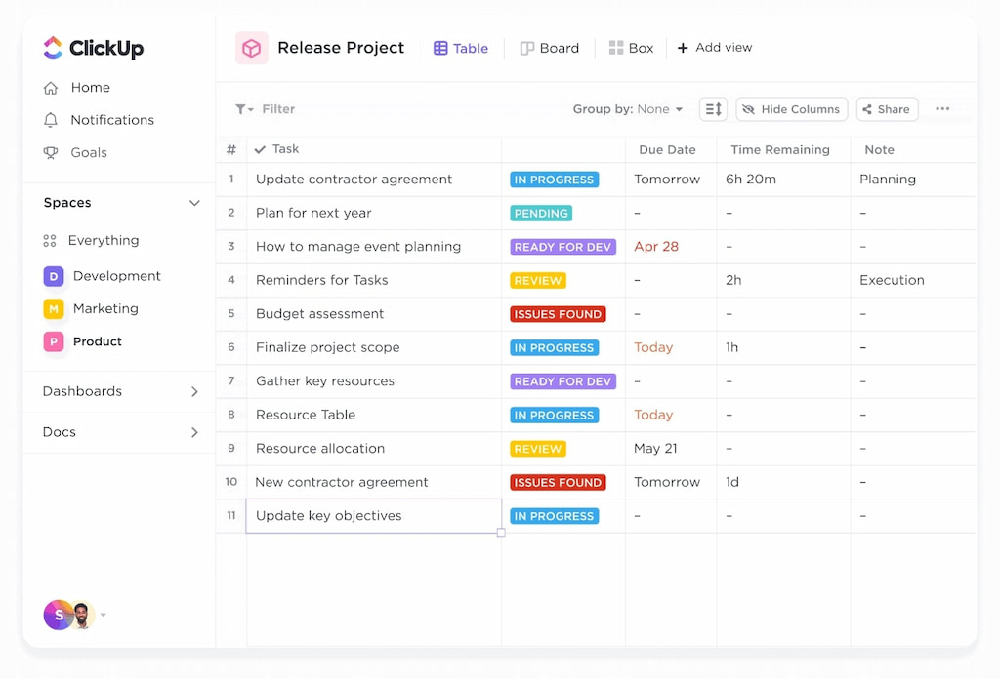 ClickUp
Home
Notifications
Goals
Spaces
Everything
D Development
M Marketing
P Product
Dashboards
Docs
S
Release Project Table Board Box + Add view
Filter Group by: None Hide Columns Share
# Task Due Date Time Remaining Note
1 Update contractor agreement IN PROGRESS Tomorrow 6h 20m Planning
2 Plan for next year PENDING – – –
3 How to manage event planning READY FOR DEV Apr 28 – –
4 Reminders for Tasks REVIEW – 2h Execution
5 Budget assessment ISSUES FOUND – – –
6 Finalize project scope IN PROGRESS Today 1h –
7 Gather key resources READY FOR DEV – – –
8 Resource Table IN PROGRESS Today – –
9 Resource allocation REVIEW May 21 – –
10 New contractor agreement ISSUES FOUND Tomorrow 1d –
11 Update key objectives IN PROGRESS – – –